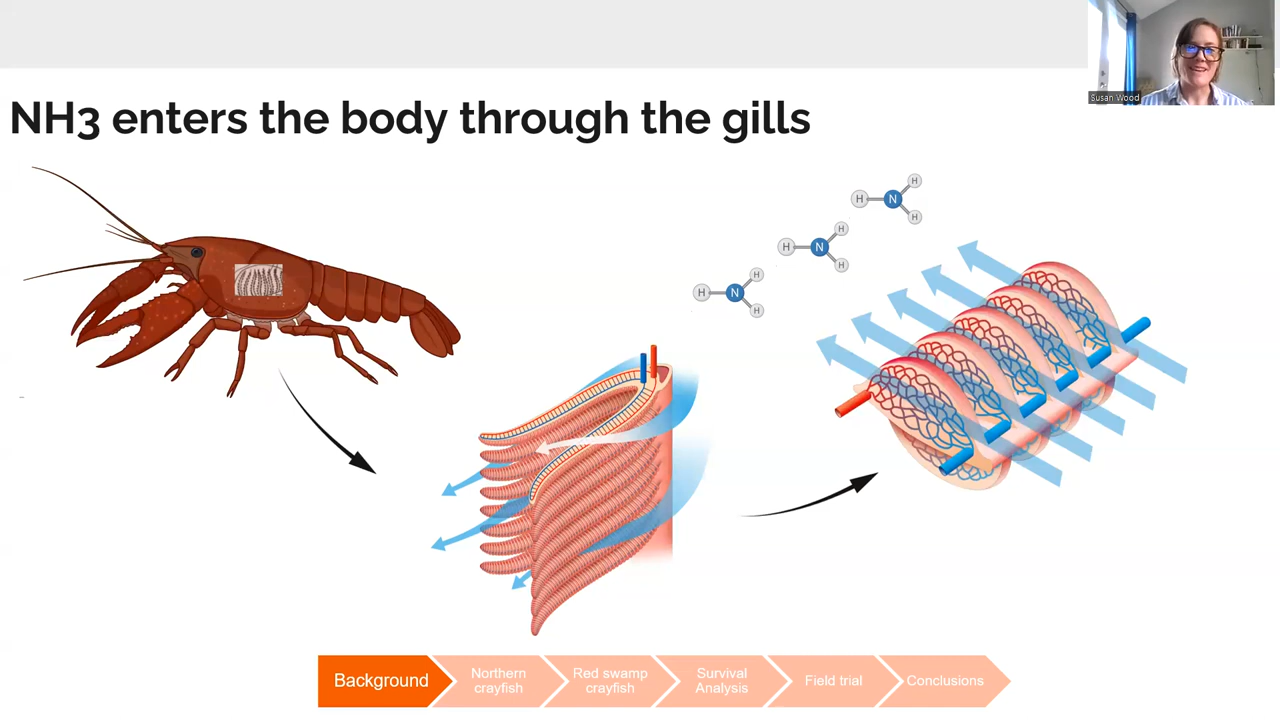 Susan Wood
NH3 enters the body through the gills
H N H H
H N H H
H N H H
Background
Northern
crayfish
Red swamp
crayfish
Survival
Analysis
Field trial
Conclusions